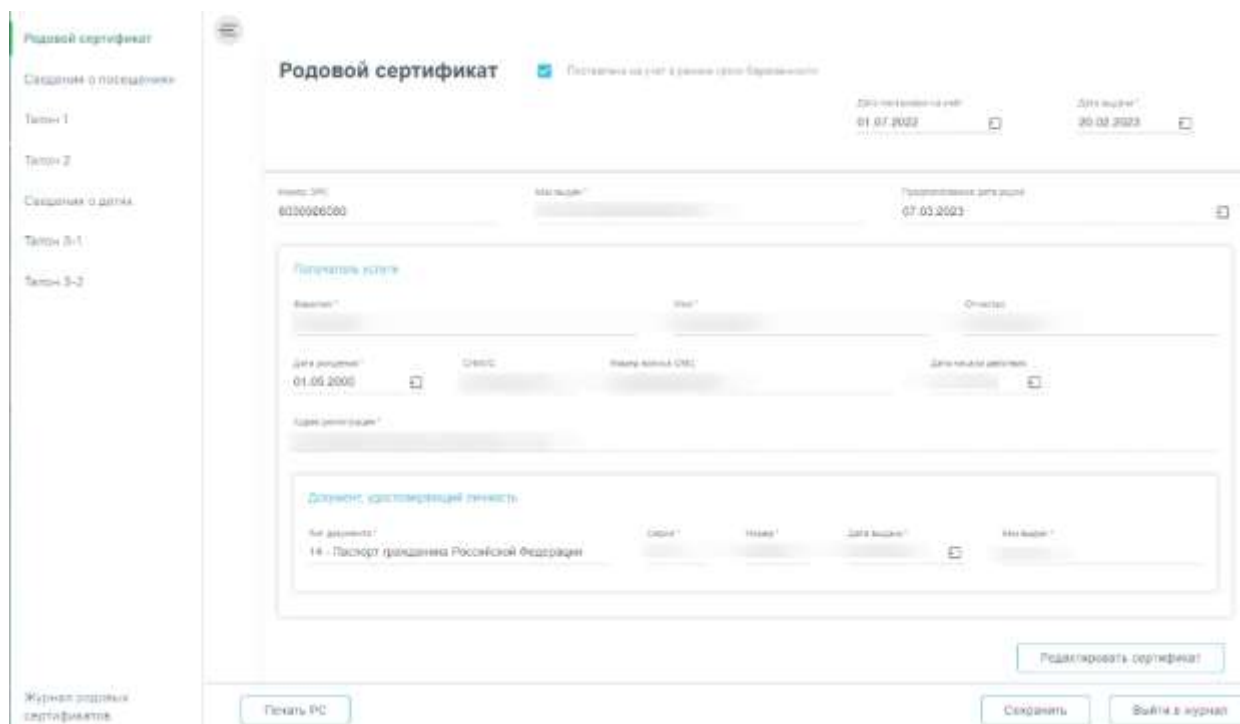 Родовой сертификат
Сведения о посещениях
Талон 1
Талон 2
Сведения о детях
Талон 3-1
Талон 3-2
Журнал родовых
сертификатов
Родовой сертификат
Поставлена на учет в ранние сроки беременности
Дата постановки на учёт
Дата выдачи *
01.07.2022
20.02.2023
Номер ЭРС
Кем выдан *
Предполагаемая дата родов
07.03.2023
Получатель услуги
Фамилия *
Имя *
Отчество
Дата рождения *
СНИЛС
Номер полиса ОМС
Дата начала действия
01.05.2000
Адрес регистрации *
Документ, удостоверяющий личность
Тип документа *
Серия *
Номер *
Дата выдачи *
Кем выдан *
14 - Паспорт гражданина Российской Федерации
Редактировать сертификат
Печать РС
Сохранить
Выйти в журнал